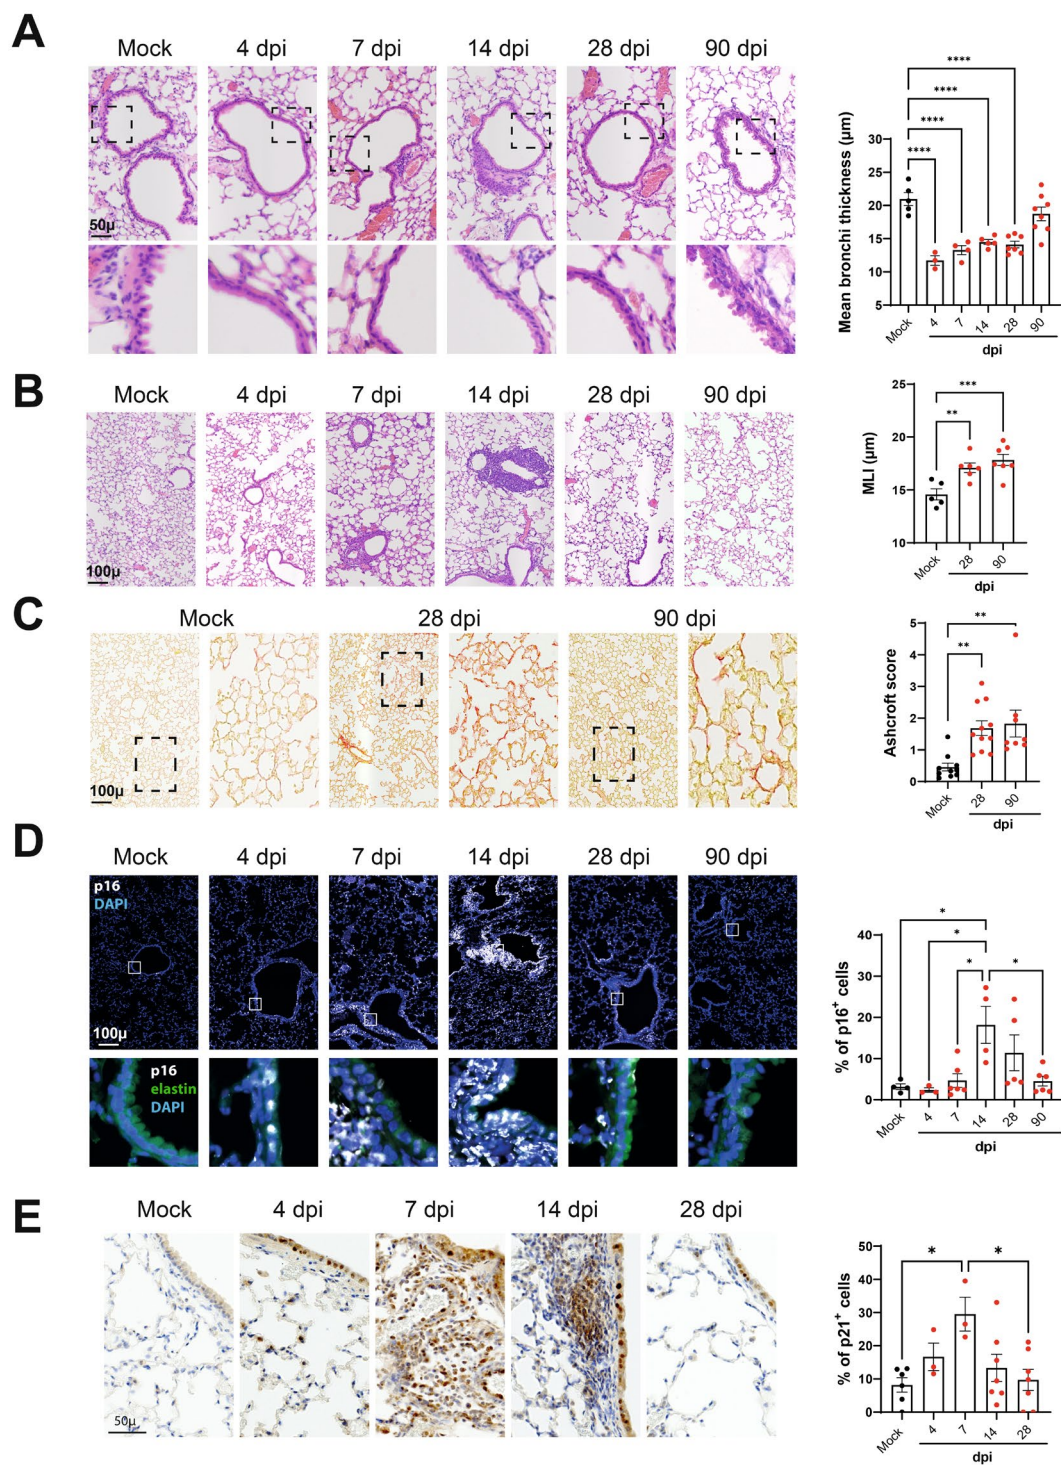 A
Mock 4 dpi 7 dpi 14 dpi 28 dpi 90 dpi
50µ
Mean bronchi thickness (µm)
30
25
20
15
10
5
**** 
****
****
****
Mock 4 7 14 28 90
dpi
B
Mock 4 dpi 7 dpi 14 dpi 28 dpi 90 dpi
100µ
MLI (µm)
25
20
15
10
***
**
Mock 28 90
dpi
C
Mock 28 dpi 90 dpi
100µ
Ashcroft score
5
4
3
2
1
0
**
**
Mock 28 90
dpi
D
Mock 4 dpi 7 dpi 14 dpi 28 dpi 90 dpi
p16
DAPI
100µ
p16
elastin
DAPI
% of p16+ cells
40
30
20
10
0
*
*
* *
Mock 4 7 14 28 90
dpi
E
Mock 4 dpi 7 dpi 14 dpi 28 dpi
50µ
% of p21+ cells
50
40
30
20
10
0
* *
Mock 4 7 14 28
dpi